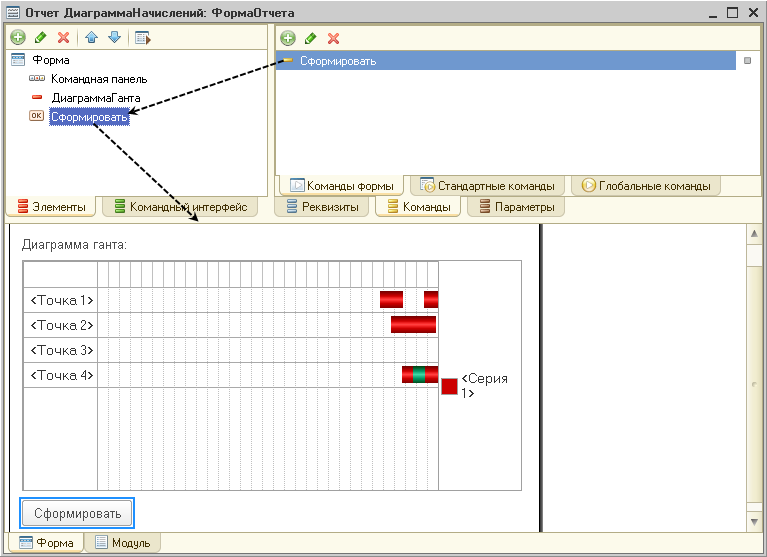 Отчет ДиаграммаНачислений: ФормаОтчета
Форма
Командная панель
ДиаграммаГанта
OK Сформировать
Элементы
Командный интерфейс
Сформировать
Команды формы
Стандартные команды
Глобальные команды
Реквизиты
Команды
Параметры
Диаграмма ганта:
<Точка 1>
<Точка 2>
<Точка 3>
<Точка 4>
<Серия
1>
Сформировать
Форма
Модуль